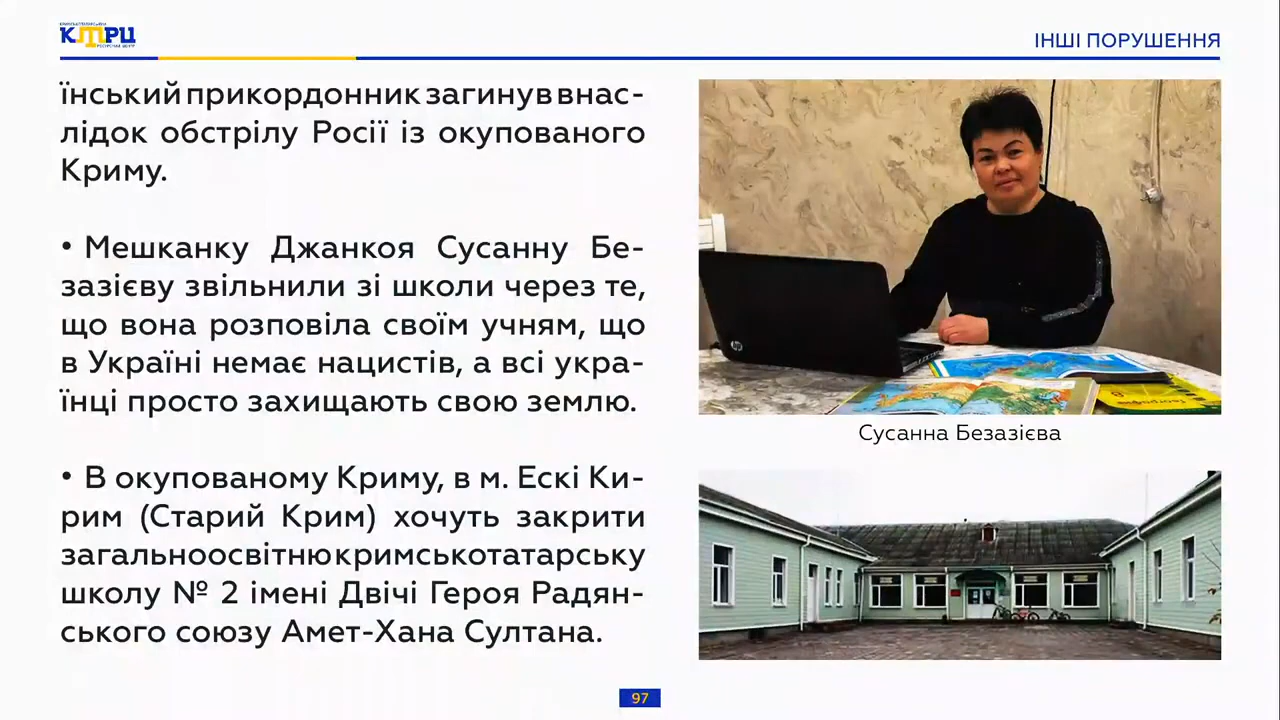 КТРЦ
ІНШІ ПОРУШЕННЯ
їнський прикордонник загинув внас-
лідок обстрілу Росії із окупованого
Криму.
• Мешканку Джанкоя Сусанну Бе-
зазієву звільнили зі школи через те,
що вона розповіла своїм учням, що
в Україні немає нацистів, а всі укра-
їнці просто захищають свою землю.
• В окупованому Криму, в м. Ескі Ки-
рим (Старий Крим) хочуть закрити
загальноосвітню кримськотатарську
школу № 2 імені Двічі Героя Радян-
ського союзу Амет-Хана Султана.
hp
Сусанна Безазієва
97